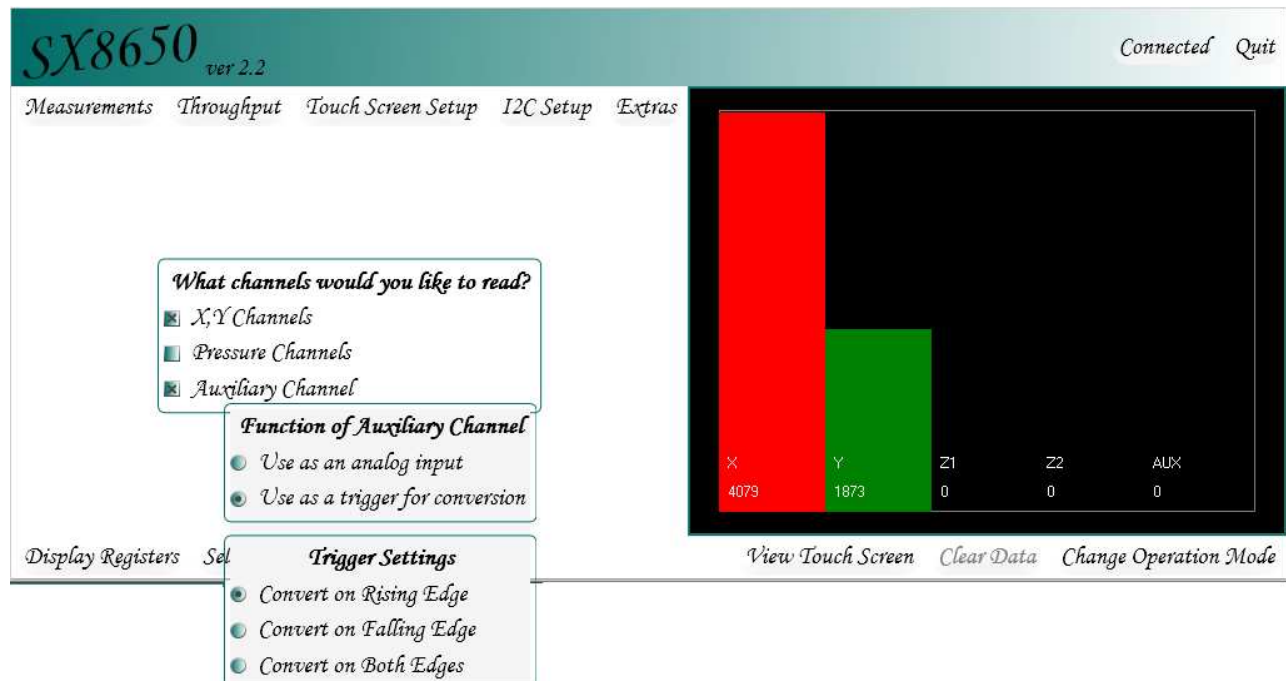 SX8650 ver 2.2
Connected Quit
Measurements Throughput Touch Screen Setup I2C Setup Extras
What channels would you like to read?
X,Y Channels
Pressure Channels
Auxiliary Channel
Function of Auxiliary Channel
Use as an analog input
Use as a trigger for conversion
X Y Z1 Z2 AUX
4079 1873 0 0 0
Display Registers Sel
View Touch Screen Clear Data Change Operation Mode
Trigger Settings
Convert on Rising Edge
Convert on Falling Edge
Convert on Both Edges